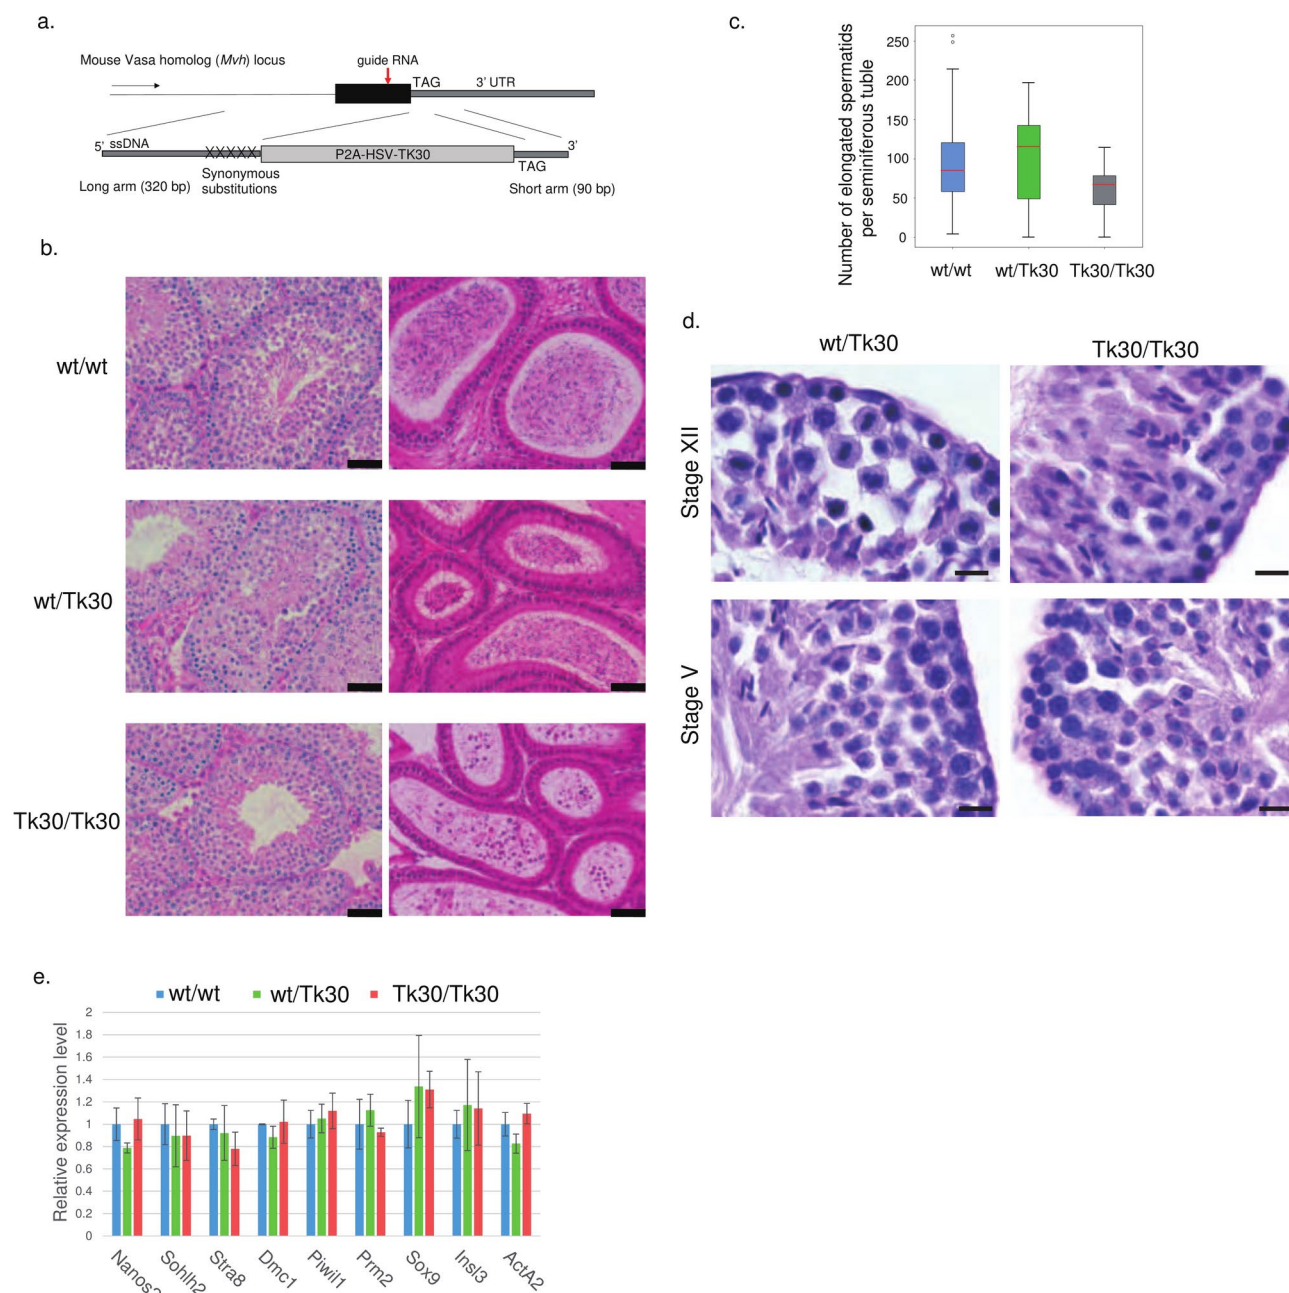 a.
Mouse Vasa homolog (Mvh) locus
guide RNA
TAG
3' UTR
5'
ssDNA
XXXXX
P2A-HSV-TK30
3'
TAG
Long arm (320 bp)
Synonymous
substitutions
Short arm (90 bp)
b.
wt/wt
wt/Tk30
Tk30/Tk30
c.
Number of elongated spermatids
per seminiferous tuble
250
200
150
100
50
0
wt/wt
wt/Tk30
Tk30/Tk30
d.
wt/Tk30
Tk30/Tk30
Stage XII
Stage V
e.
wt/wt
wt/Tk30
Tk30/Tk30
Relative expression level
2
1.8
1.6
1.4
1.2
1
0.8
0.6
0.4
0.2
0
Sohlh2
Stra8
Dmc1
Piwil1
Prm2
Sox9
Insl3
ActA2